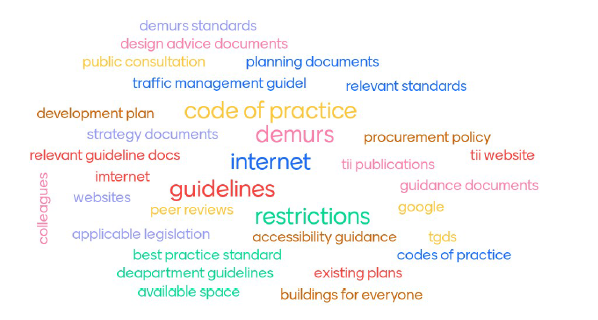 demurs standards
design advice documents
public consultation planning documents
traffic management guidel relevant standards
development plan code of practice
strategy documents demurs procurement policy
relevant guideline docs internet tii publications tii website
imternet guidelines guidance documents
colleagues
websites peer reviews restrictions google
applicable legislation accessibility guidance tgds
best practice standard codes of practice
deapartment guidelines existing plans
available space buildings for everyone